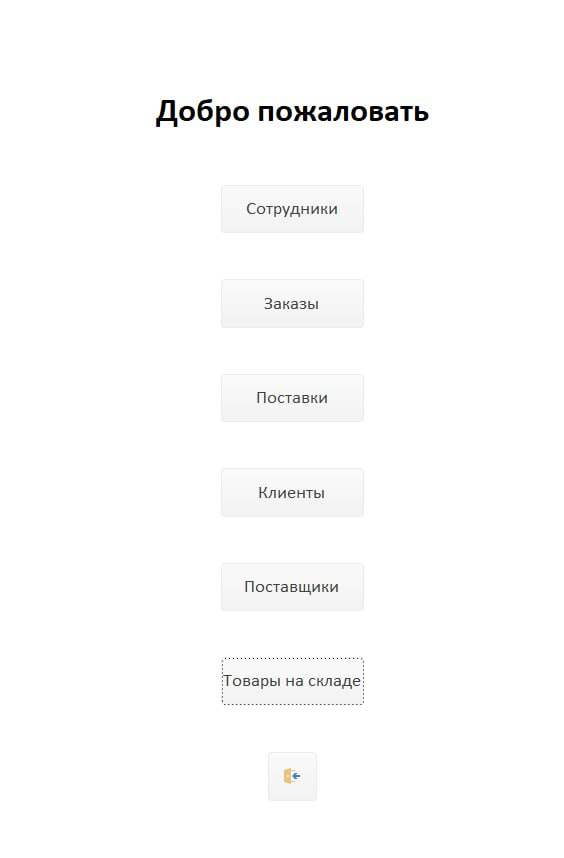 Добро пожаловать
Сотрудники
Заказы
Поставки
Клиенты
Поставщики
Товары на складе